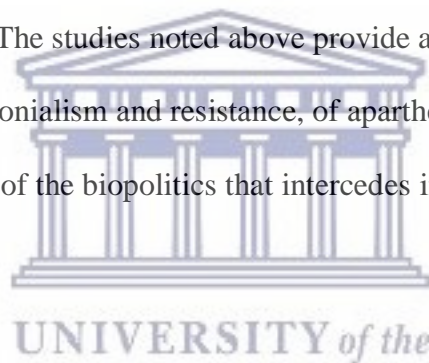 The studies noted above provide a
onialism and resistance, of aparthe
of the biopolitics that intercedes i
UNIVERSITY of the